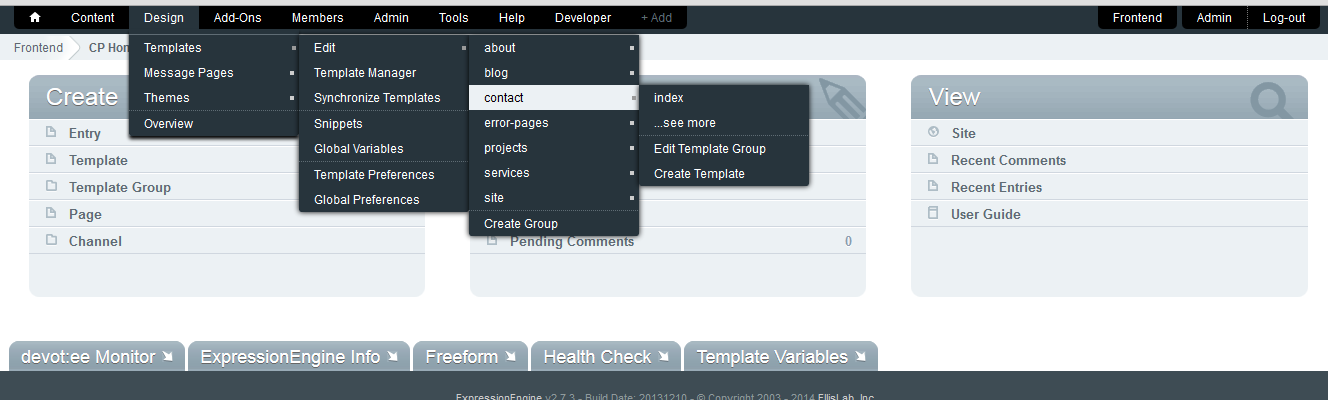 Content Design Add-Ons Members Admin Tools Help Developer + Add Frontend Admin Log-out
Frontend CP Hom
Templates
Message Pages
Themes
Overview
Edit
Template Manager
Synchronize Templates
Snippets
Global Variables
Template Preferences
Global Preferences
about
blog
contact
error-pages
projects
services
site
Create Group
index
...see more
Edit Template Group
Create Template
Create
Entry
Template
Template Group
Page
Channel
Pending Comments 0
View
Site
Recent Comments
Recent Entries
User Guide
devot:ee Monitor ExpressionEngine Info Freeform Health Check Template Variables
ExpressionEngine v2.7.3 - Build Date: 20131210 - © Copyright 2003 - 2014 EllisLab, Inc.